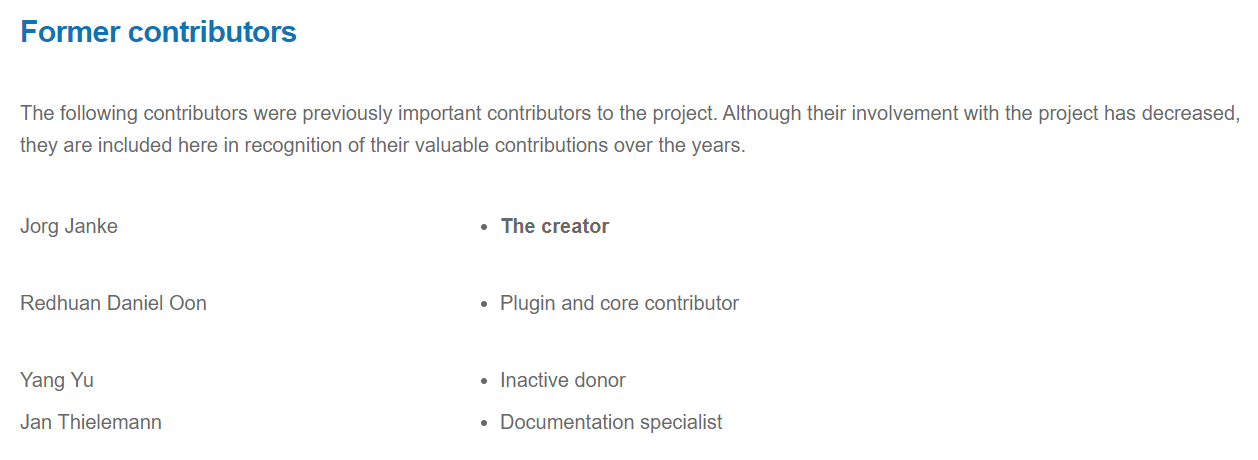 Former contributors
The following contributors were previously important contributors to the project. Although their involvement with the project has decreased,
they are included here in recognition of their valuable contributions over the years.
Jorg Janke
• The creator
Redhuan Daniel Oon
• Plugin and core contributor
Yang Yu
• Inactive donor
Jan Thielemann
• Documentation specialist